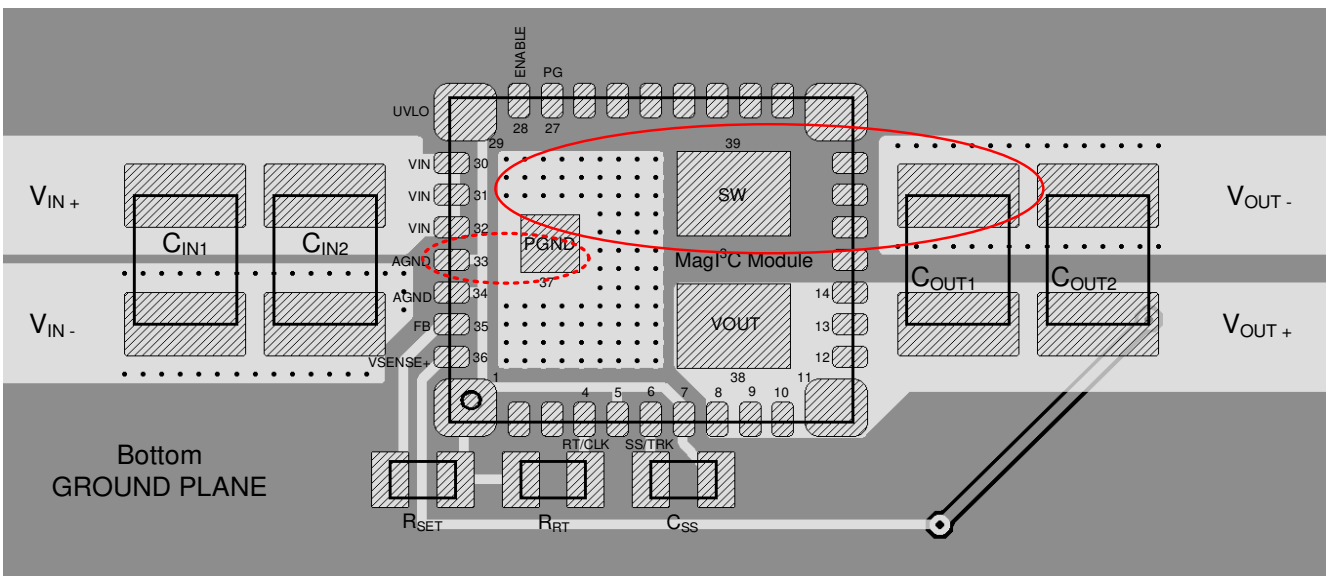 ENABLE
PG
UVLO
28 27
29
39
VIN 30
VIN 31
VIN 32
AGND 33
AGND 34
FB 35
VSENSE+ 36
PGND
37
SW
3
MagI³C Module
VOUT
38
14
13
12
11
1
4 5 6 7 8 9 10
RT/CLK SS/TRK
VIN +
VIN -
CIN1
CIN2
COUT1
COUT2
VOUT -
VOUT +
Bottom
GROUND PLANE
RSET
RRT
CSS